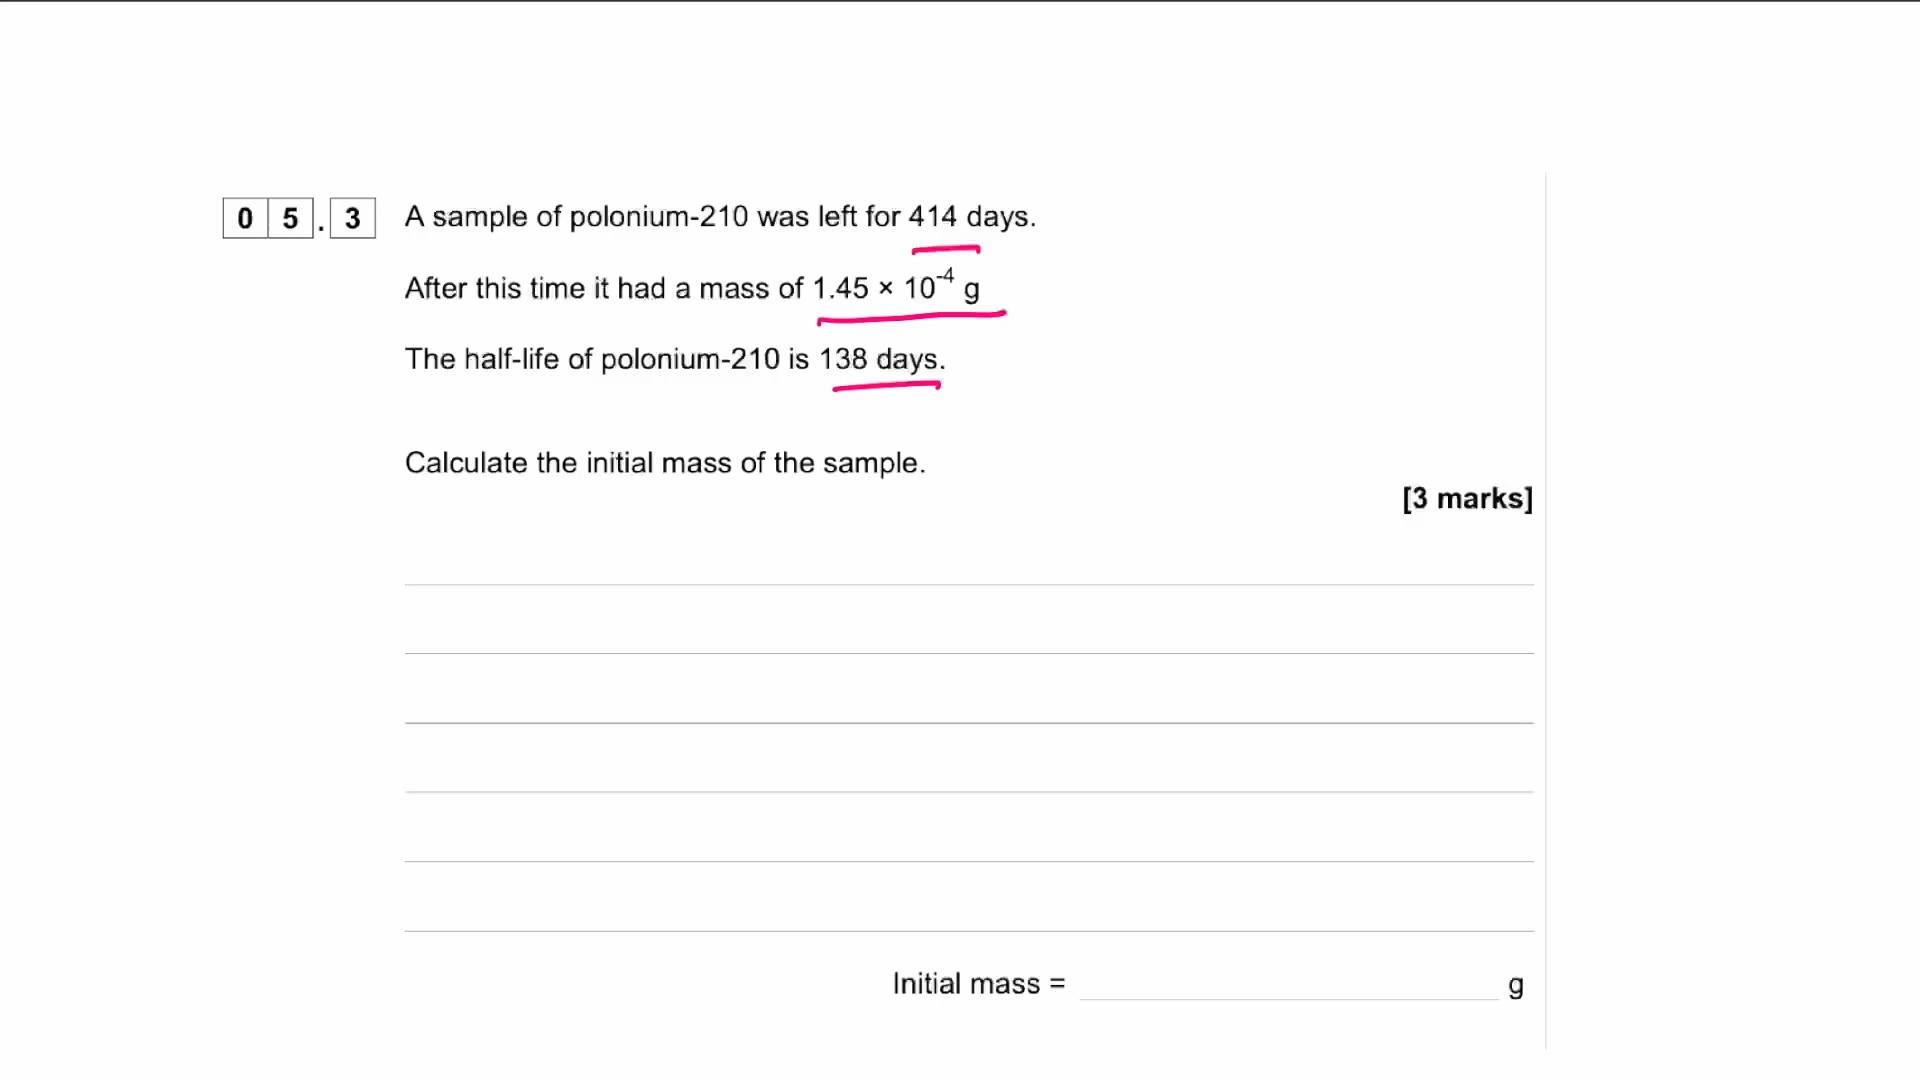 0 5 . 3 A sample of polonium-210 was left for 414 days.
After this time it had a mass of 1.45 × 10⁻⁴ g
The half-life of polonium-210 is 138 days.
Calculate the initial mass of the sample.
[3 marks]
Initial mass = g